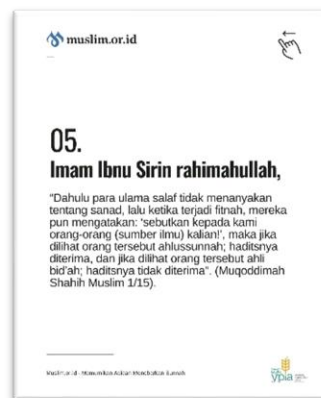 muslim.or.id
05.
Imam Ibnu Sirin rahimahullah,
"Dahulu para ulama salaf tidak menanyakan
tentang sanad, lalu ketika terjadi fitnah, mereka
pun mengatakan: 'sebutkan kepada kami
orang-orang (sumber ilmu) kalian!', maka jika
dilihat orang tersebut ahlussunnah; haditsnya
diterima, dan jika dilihat orang tersebut ahli
bid'ah; haditsnya tidak diterima". (Muqoddimah
Shahih Muslim 1/15).
Muslim.or.id - Memurnikan Aqidah Menebarkan Sunnah
ypia